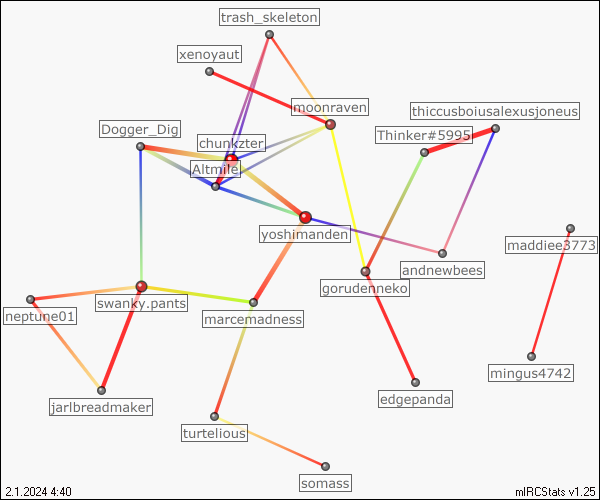 trash_skeleton
xenoyaut
moonraven
thiccusboiusalexusjoneus
Dogger_Dig
Thinker#5995
chunkzter
Altmile
yoshimanden
maddiee3773
andnewbees
gorudenneko
swanky.pants
neptune01
marcemadness
mingus4742
edgepanda
jarlbreadmaker
turtelious
somass
2.1.2024 4:40
mIRCStats v1.25